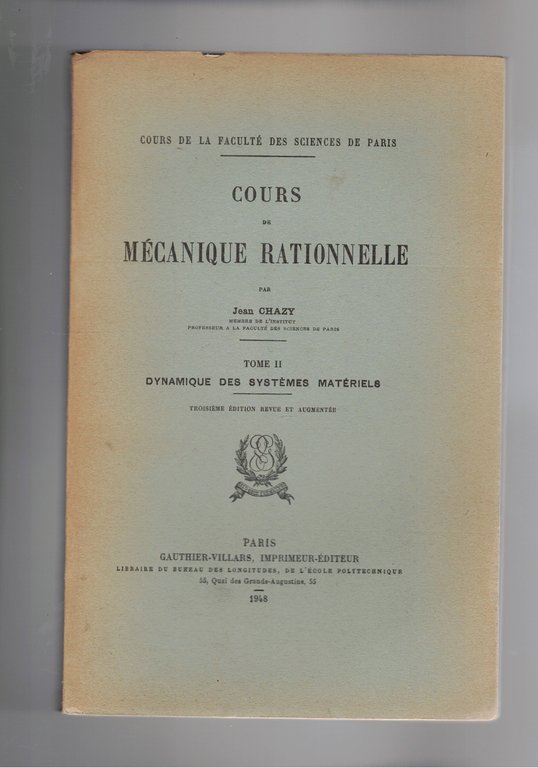 COURS DE LA FACULTÉ DES SCIENCES DE PARIS
COURS
DE
MÉCANIQUE RATIONNELLE
PAR
Jean CHAZY
MEMBRE DE L'INSTITUT
PROFESSEUR A LA FACULTÉ DES SCIENCES DE PARIS
TOME II
DYNAMIQUE DES SYSTÈMES MATÉRIELS
TROISIÈME ÉDITION REVUE ET AUGMENTÉE
PARIS
GAUTHIER-VILLARS, IMPRIMEUR-ÉDITEUR
LIBRAIRE DU BUREAU DES LONGITUDES, DE L'ÉCOLE POLYTECHNIQUE
55, Quai des Grands-Augustins, 55
1948